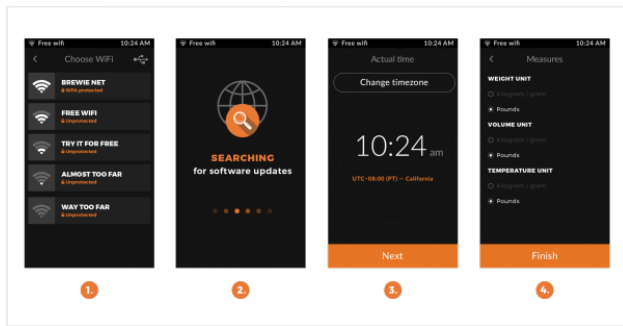 Free wifi 10:24 AM
Choose WiFi
BREWIE NET
WPA protected
FREE WIFI
Unprotected
TRY IT FOR FREE
Unprotected
ALMOST TOO FAR
Unprotected
WAY TOO FAR
Unprotected
1.
Free wifi 10:24 AM
SEARCHING
for software updates
2.
Free wifi 10:24 AM
Actual time
Change timezone
10:24 am
UTC-08:00 (PT) — California
Next
3.
Free wifi 10:24 AM
Measures
WEIGHT UNIT
Kilogram / gram
Pounds
VOLUME UNIT
Kilogram / gram
Pounds
TEMPERATURE UNIT
Kilogram / gram
Pounds
Finish
4.